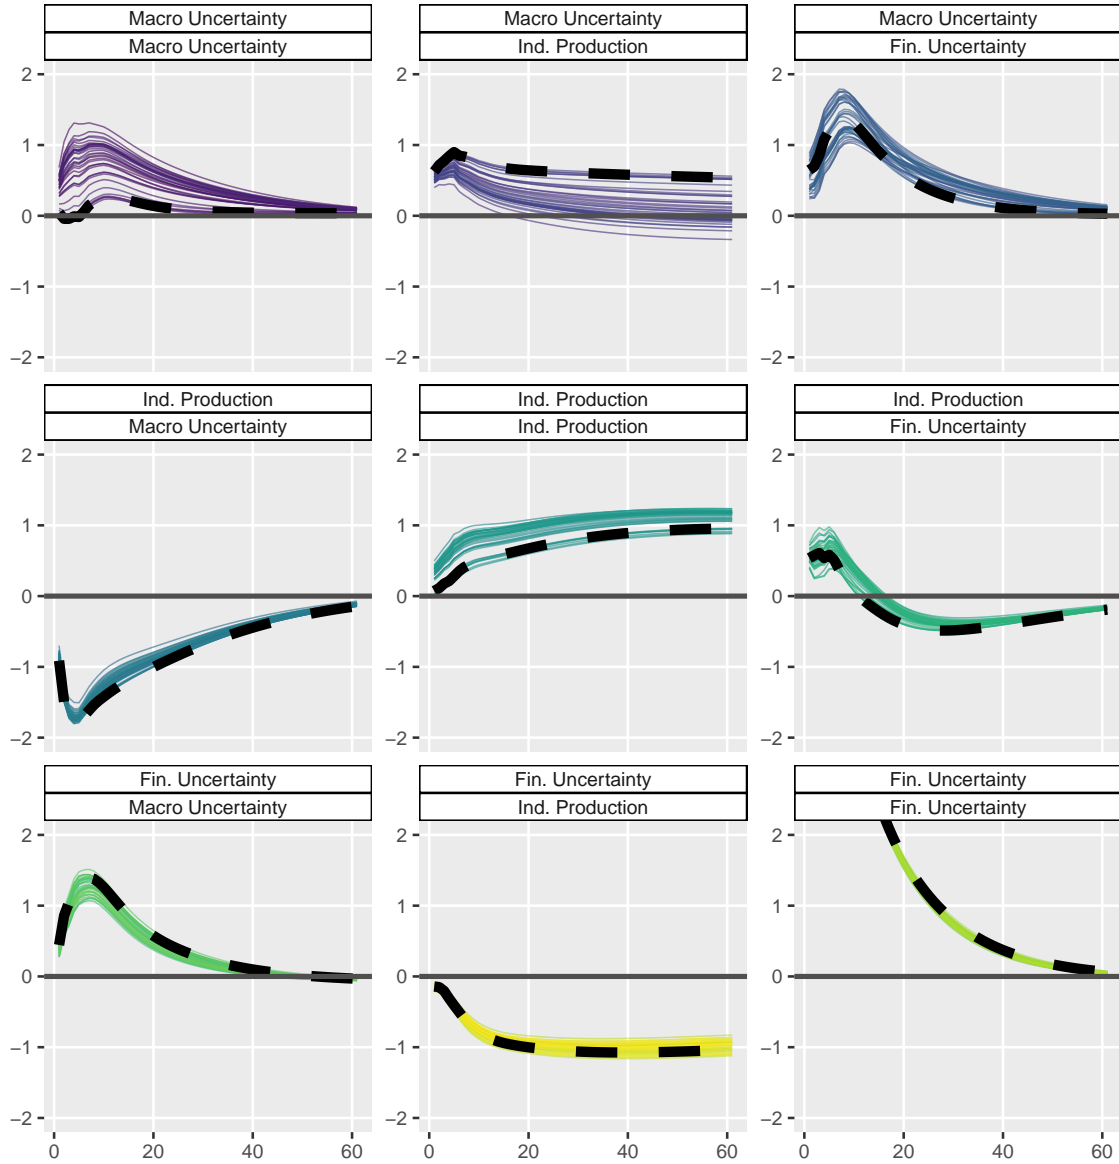 Macro Uncertainty Macro Uncertainty Macro Uncertainty
Macro Uncertainty Ind. Production Fin. Uncertainty
2 2 2
1 1 1
0 0 0
−1 −1 −1
−2 −2 −2
Ind. Production Ind. Production Ind. Production
Macro Uncertainty Ind. Production Fin. Uncertainty
2 2 2
1 1 1
0 0 0
−1 −1 −1
−2 −2 −2
Fin. Uncertainty Fin. Uncertainty Fin. Uncertainty
Macro Uncertainty Ind. Production Fin. Uncertainty
2 2 2
1 1 1
0 0 0
−1 −1 −1
−2 −2 −2
0 20 40 60 0 20 40 60 0 20 40 60